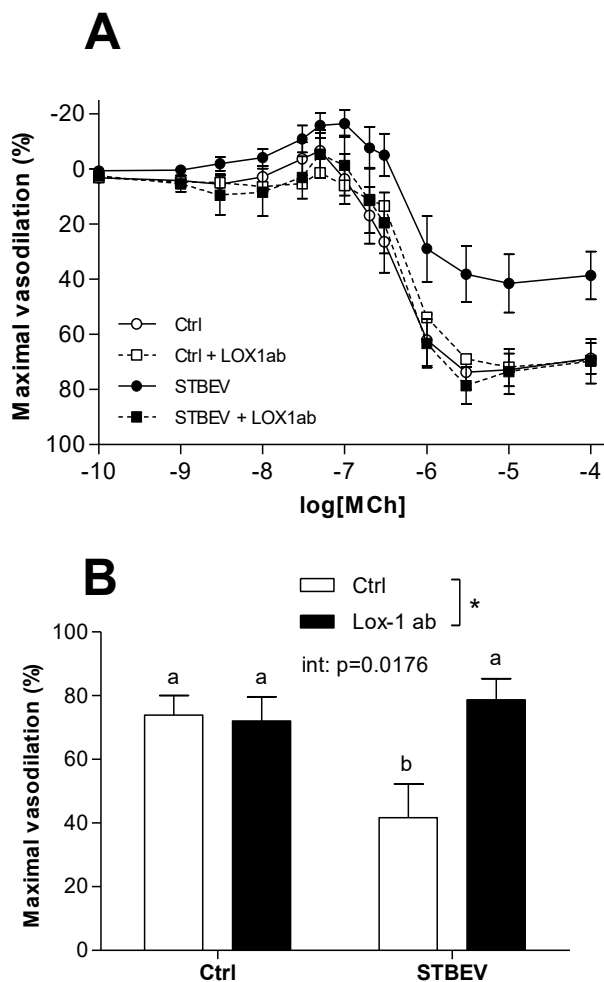 A
Maximal vasodilation (%)
-20
0
20
40
60
80
100
Ctrl
Ctrl + LOX1ab
STBEV
STBEV + LOX1ab
-10 -9 -8 -7 -6 -5 -4
log[MCh]
B
Ctrl
Lox-1 ab
*
int: p=0.0176
Maximal vasodilation (%)
100
80
60
40
20
0
a a b a
Ctrl STBEV